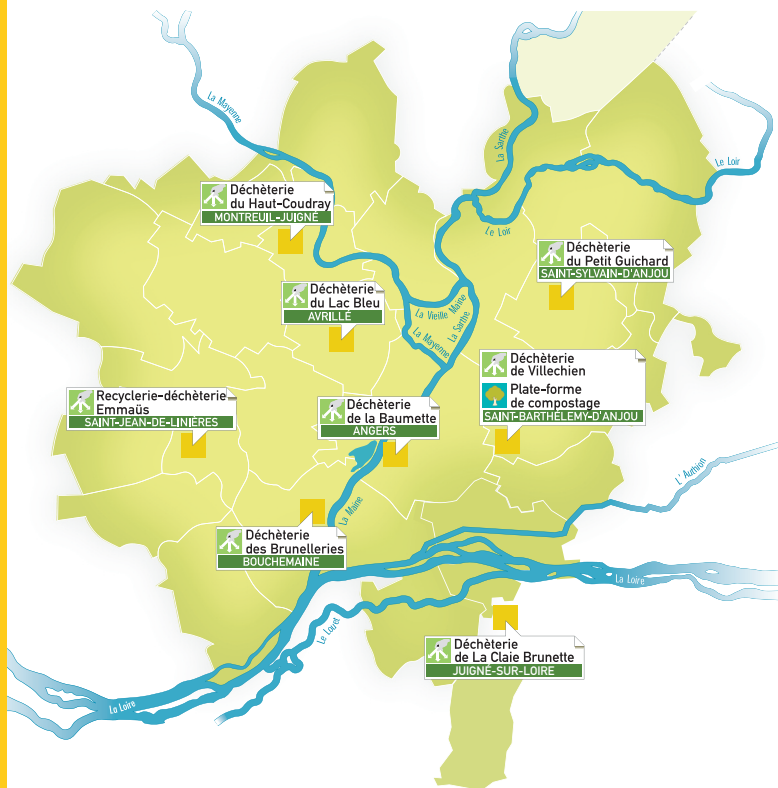 La Mayenne
La Sarthe
Le Loir
Déchèterie
du Haut-Coudray
MONTREUIL-JUIGNÉ
Le Loir
Déchèterie
du Petit Guichard
SAINT-SYLVAIN-D'ANJOU
Déchèterie
du Lac Bleu
AVRILLÉ
La Vieille Maine
La Mayenne
La Sarthe
Déchèterie
de Villechien
Plate-forme
de compostage
SAINT-BARTHÉLEMY-D'ANJOU
Recyclerie-déchèterie
Emmaüs
SAINT-JEAN-DE-LINIÈRES
Déchèterie
de la Baumette
ANGERS
L'Authion
La Maine
Déchèterie
des Brunelleries
BOUCHEMAINE
La Loire
Le Louet
Déchèterie
de La Claie Brunette
JUIGNÉ-SUR-LOIRE
La Loire